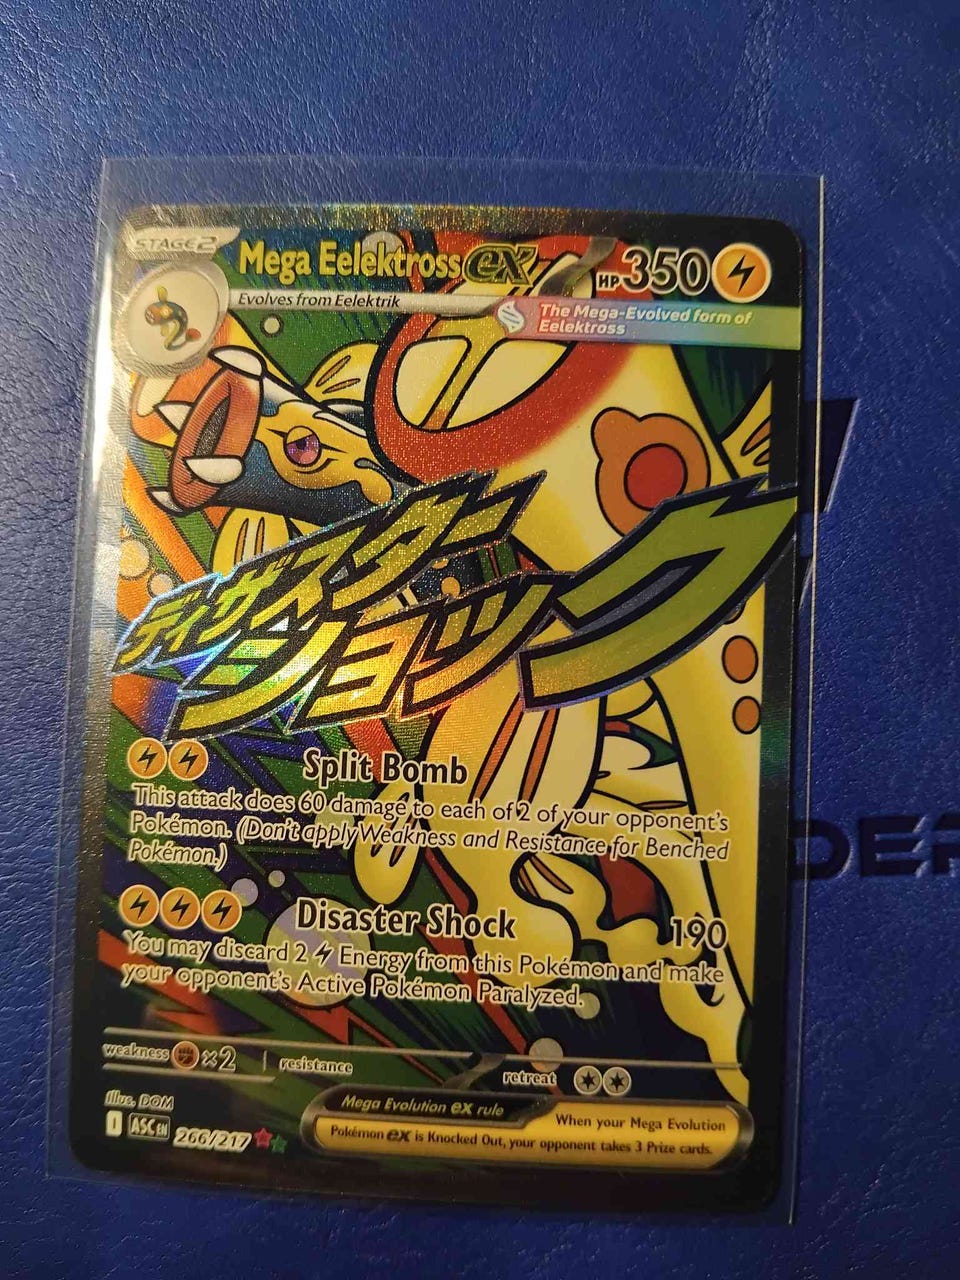 STAGE2
Mega Eelektross ex
HP 350
Evolves from Eelektrik
The Mega-Evolved form of
Eelektross
ディザスター
ショック
Split Bomb
This attack does 60 damage to each of 2 of your opponent's
Pokémon. (Don't apply Weakness and Resistance for Benched
Pokémon.)
Disaster Shock 190
You may discard 2 Energy from this Pokémon and make
your opponent's Active Pokémon Paralyzed.
weakness ×2 resistance
retreat
Illus. DOM
Mega Evolution ex rule
When your Mega Evolution
Pokémon ex is Knocked Out, your opponent takes 3 Prize cards.
I ASC EN 266/217